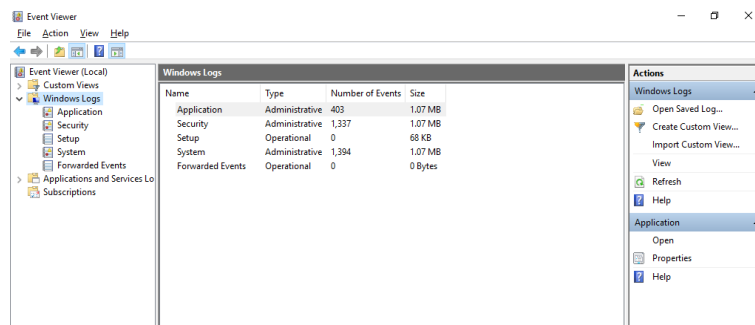 Event Viewer
File Action View Help
Event Viewer (Local)
Custom Views
Windows Logs
Application
Security
Setup
System
Forwarded Events
Applications and Services Lo
Subscriptions
Windows Logs
Name Type Number of Events Size
Application Administrative 403 1.07 MB
Security Administrative 1,337 1.07 MB
Setup Operational 0 68 KB
System Administrative 1,394 1.07 MB
Forwarded Events Operational 0 0 Bytes
Actions
Windows Logs
Open Saved Log...
Create Custom View...
Import Custom View...
View
Refresh
Help
Application
Open
Properties
Help